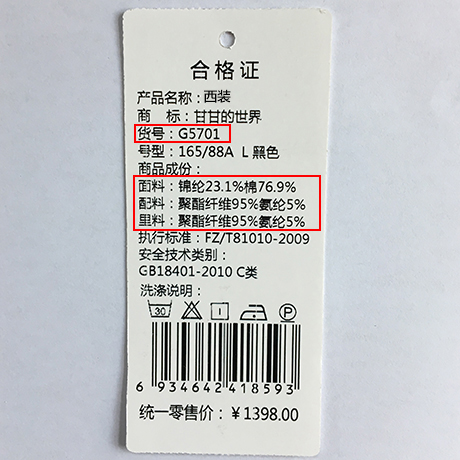 合格证
产品名称：西装
商　标：甘甘的世界
货号：G5701
号型：165/88A L 黑色
商品成份：
面料：锦纶23.1%棉76.9%
配料：聚酯纤维95%氨纶5%
里料：聚酯纤维95%氨纶5%
执行标准：FZ/T81010-2009
安全技术类别：
GB18401-2010 C类
洗涤说明：
30 P
6 934642 418593
统一零售价：¥1398.00